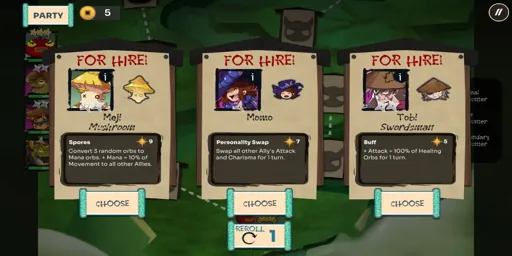 PARTY
5
FOR HIRE!
Moji
Mushroom
Spores
9
Convert 3 random orbs to
Mana orbs. + Mana = 10% of
Movement to all other Allies.
CHOOSE
FOR HIRE!
Momo
Personality Swap
7
Swap all other Ally's Attack
and Charisma for 1 turn.
CHOOSE
FOR HIRE!
Tobi
Swordsman
Buff
5
+ Attack = 100% of Healing
Orbs for 1 turn.
CHOOSE
REROLL
1